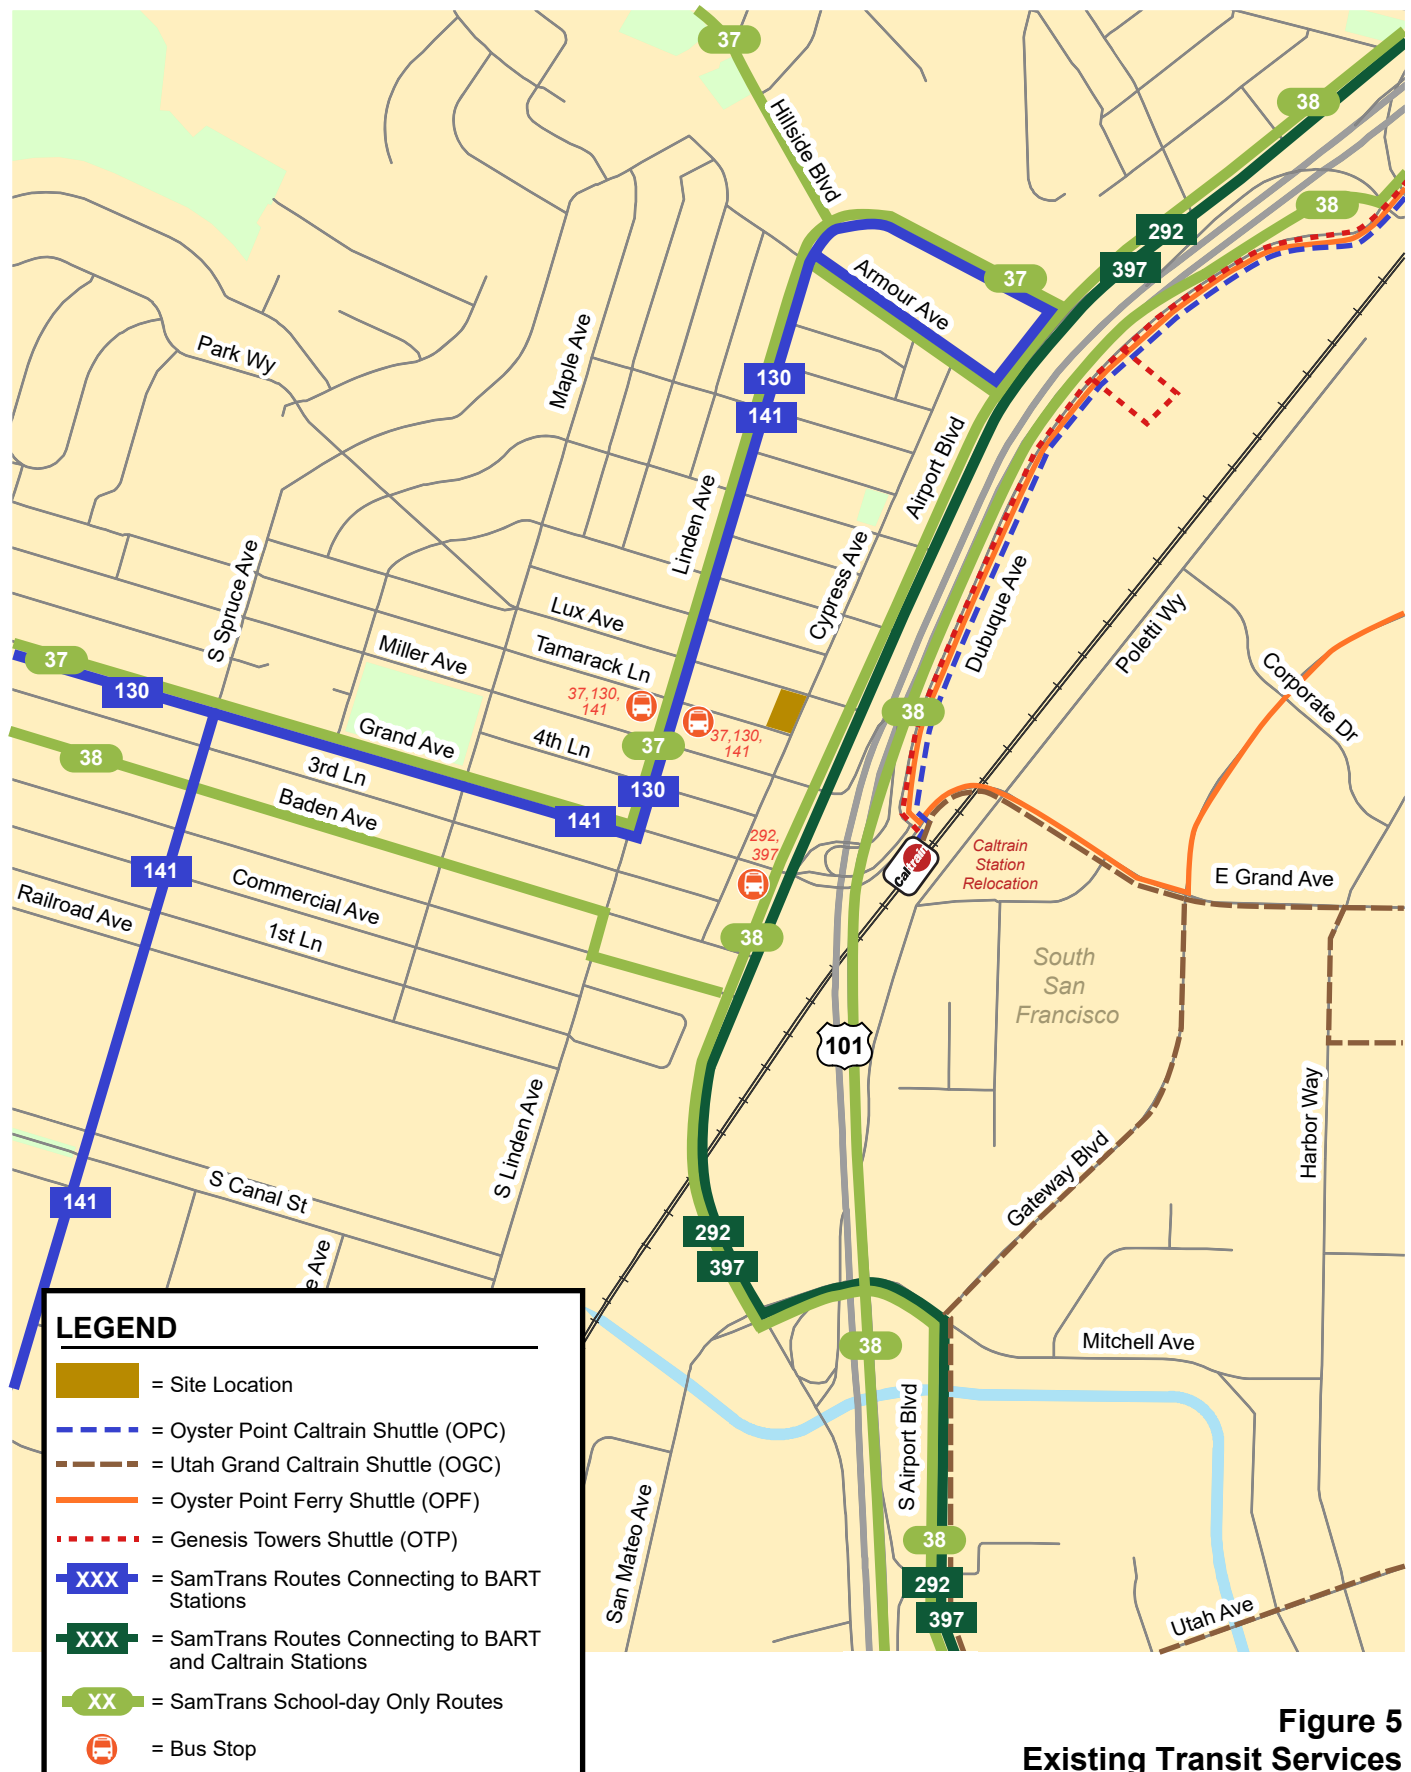 37
Hillside Blvd
38
38
292
397
37
Armour Ave
Park Wy
Maple Ave
130
141
Airport Blvd
Linden Ave
Cypress Ave
S Spruce Ave
Dubuque Ave
Poletti Wy
Lux Ave
Tamarack Ln
Miller Ave
37
130
37,130,
141
37,130,
141
Corporate Dr
38
Grand Ave
4th Ln
37
38
3rd Ln
130
Baden Ave
141
292,
397
Caltrain
Caltrain
Station
Relocation
E Grand Ave
141
Commercial Ave
Railroad Ave
1st Ln
38
South
San
Francisco
101
S Linden Ave
Harbor Way
Gateway Blvd
S Canal St
141
292
397
e Ave
38
Mitchell Ave
S Airport Blvd
San Mateo Ave
38
292
397
Utah Ave
LEGEND
= Site Location
= Oyster Point Caltrain Shuttle (OPC)
= Utah Grand Caltrain Shuttle (OGC)
= Oyster Point Ferry Shuttle (OPF)
= Genesis Towers Shuttle (OTP)
XXX = SamTrans Routes Connecting to BART
Stations
XXX = SamTrans Routes Connecting to BART
and Caltrain Stations
XX = SamTrans School-day Only Routes
= Bus Stop
Figure 5
Existing Transit Services